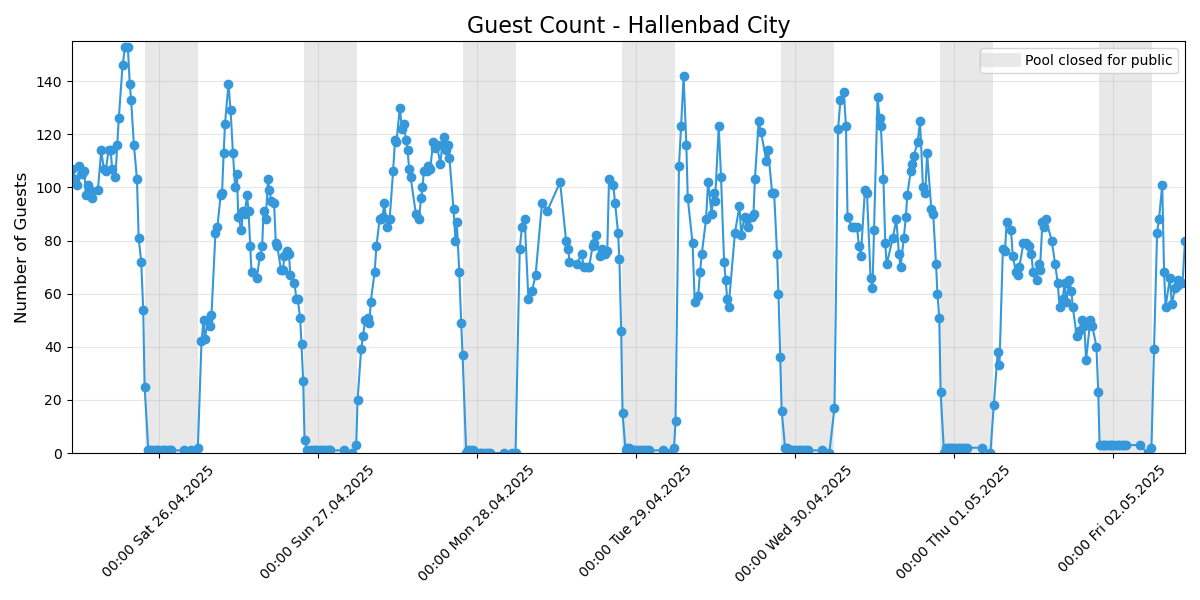 Guest Count - Hallenbad City
Pool closed for public
Number of Guests
140
120
100
80
60
40
20
0
00:00 Sat 26.04.2025
00:00 Sun 27.04.2025
00:00 Mon 28.04.2025
00:00 Tue 29.04.2025
00:00 Wed 30.04.2025
00:00 Thu 01.05.2025
00:00 Fri 02.05.2025